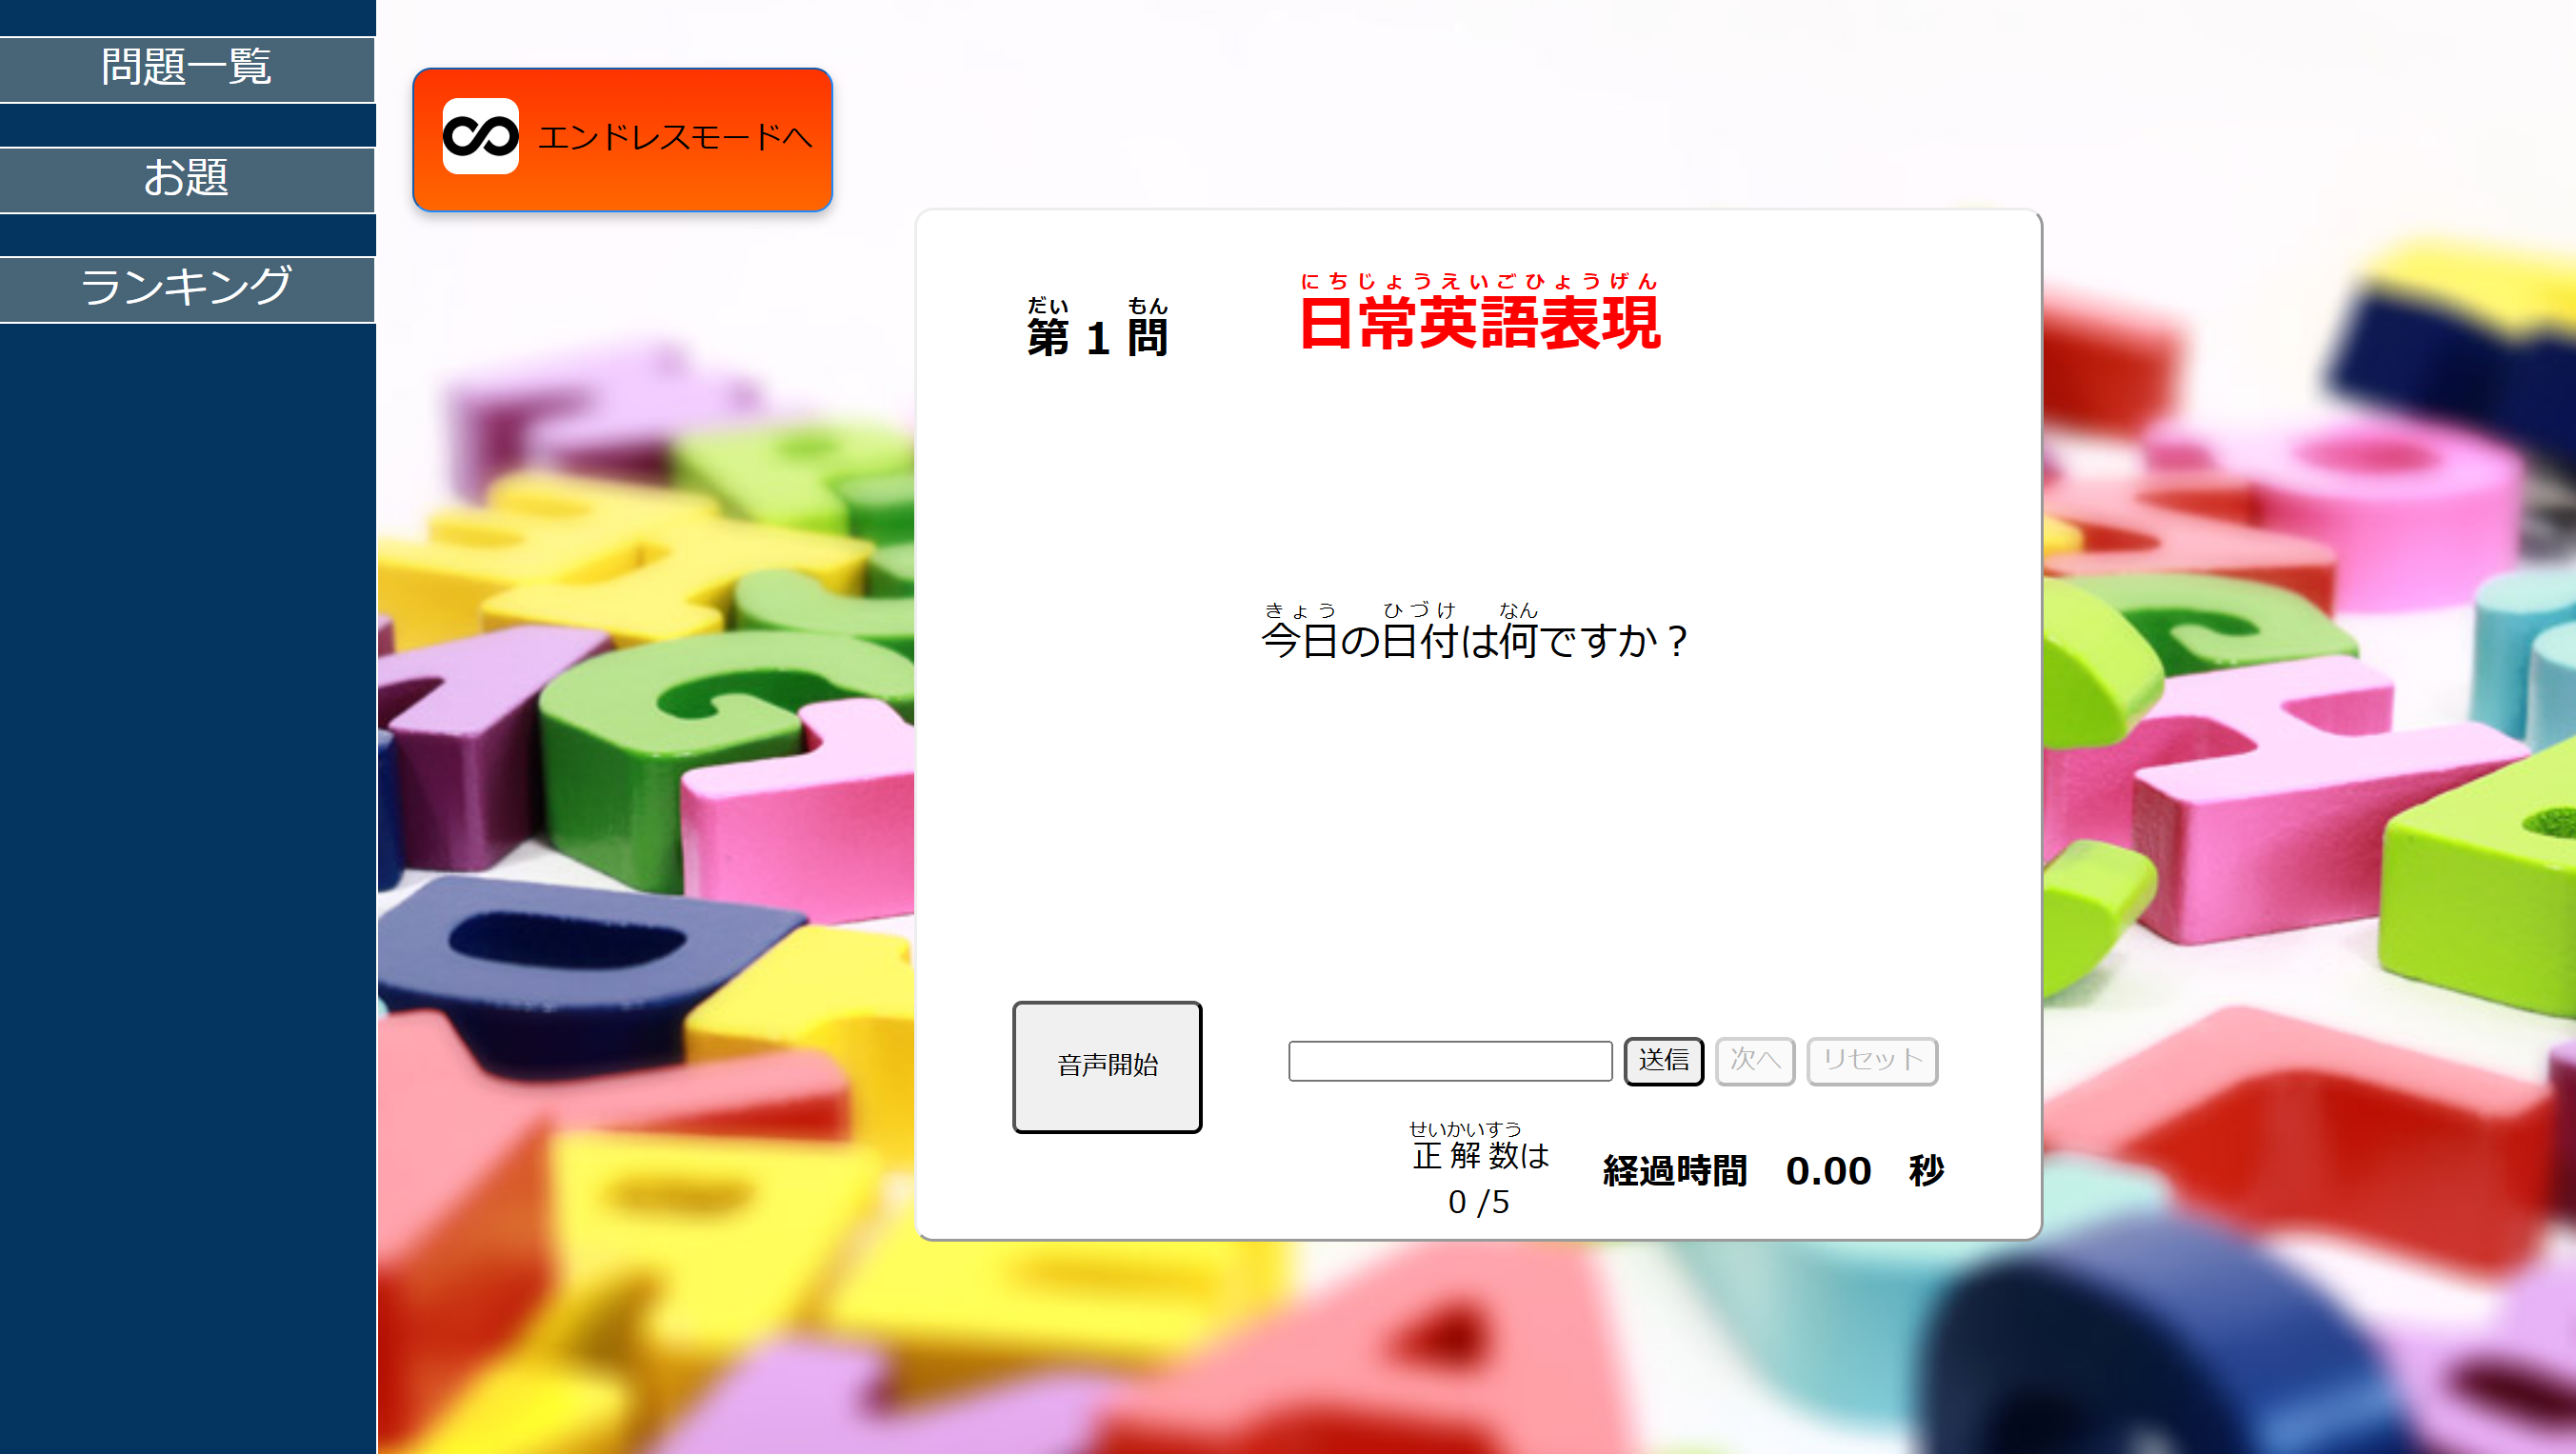 問題一覧
お題
ランキング
エンドレスモードへ
だい もん
第 1 問
にちじょうえいごひょうげん
日常英語表現
きょう ひづけ なん
今日の日付は何ですか？
音声開始
送信 次へ リセット
せいかいすう
正解数は
0 /5
経過時間 0.00 秒